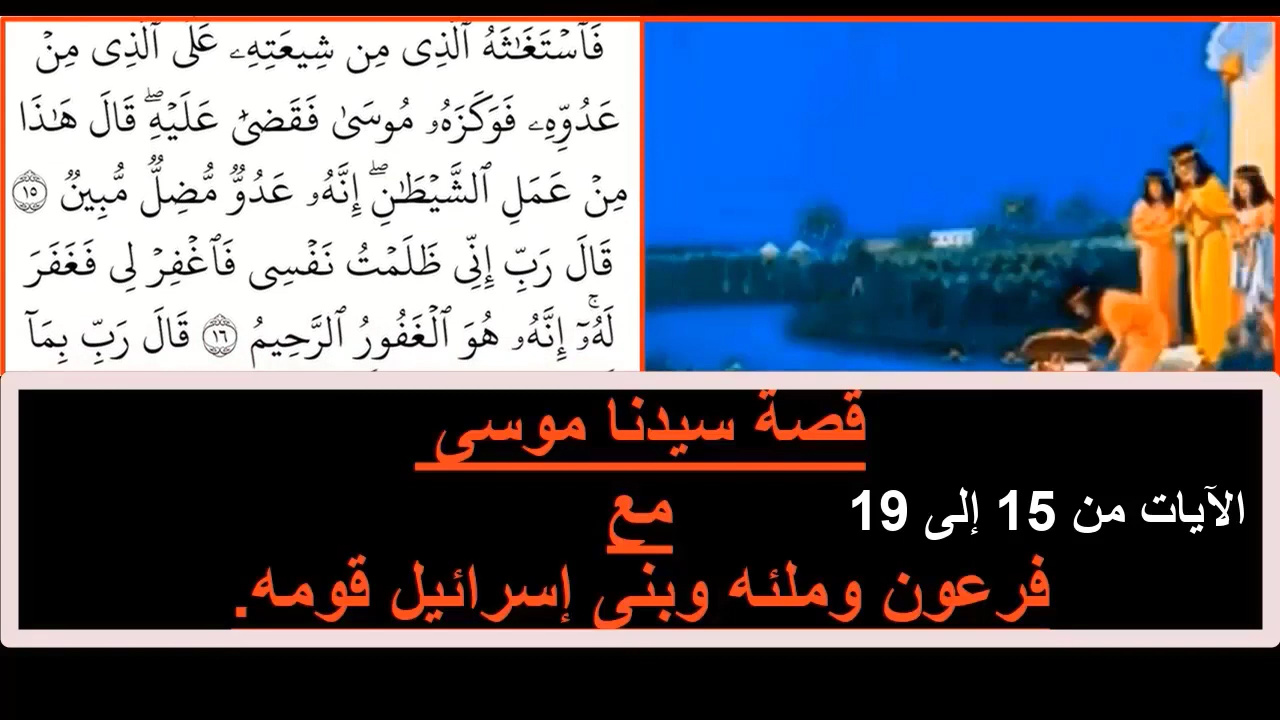 فَٱسۡتَغَٰثَهُ ٱلَّذِى مِن شِيعَتِهِۦ عَلَى ٱلَّذِى مِنۡ
عَدُوِّهِۦ فَوَكَزَهُۥ مُوسَىٰ فَقَضَىٰ عَلَيۡهِۖ قَالَ هَٰذَا
مِنۡ عَمَلِ ٱلشَّيۡطَٰنِۖ إِنَّهُۥ عَدُوٌّ مُّضِلٌّ مُّبِينٌ ١٥
قَالَ رَبِّ إِنِّى ظَلَمۡتُ نَفۡسِى فَٱغۡفِرۡ لِى فَغَفَرَ
لَهُۥٓۚ إِنَّهُۥ هُوَ ٱلۡغَفُورُ ٱلرَّحِيمُ ١٦ قَالَ رَبِّ بِمَآ
قصة سيدنا موسى
مع
الآيات من 15 إلى 19
فرعون وملئه وبنى إسرائيل قومه.